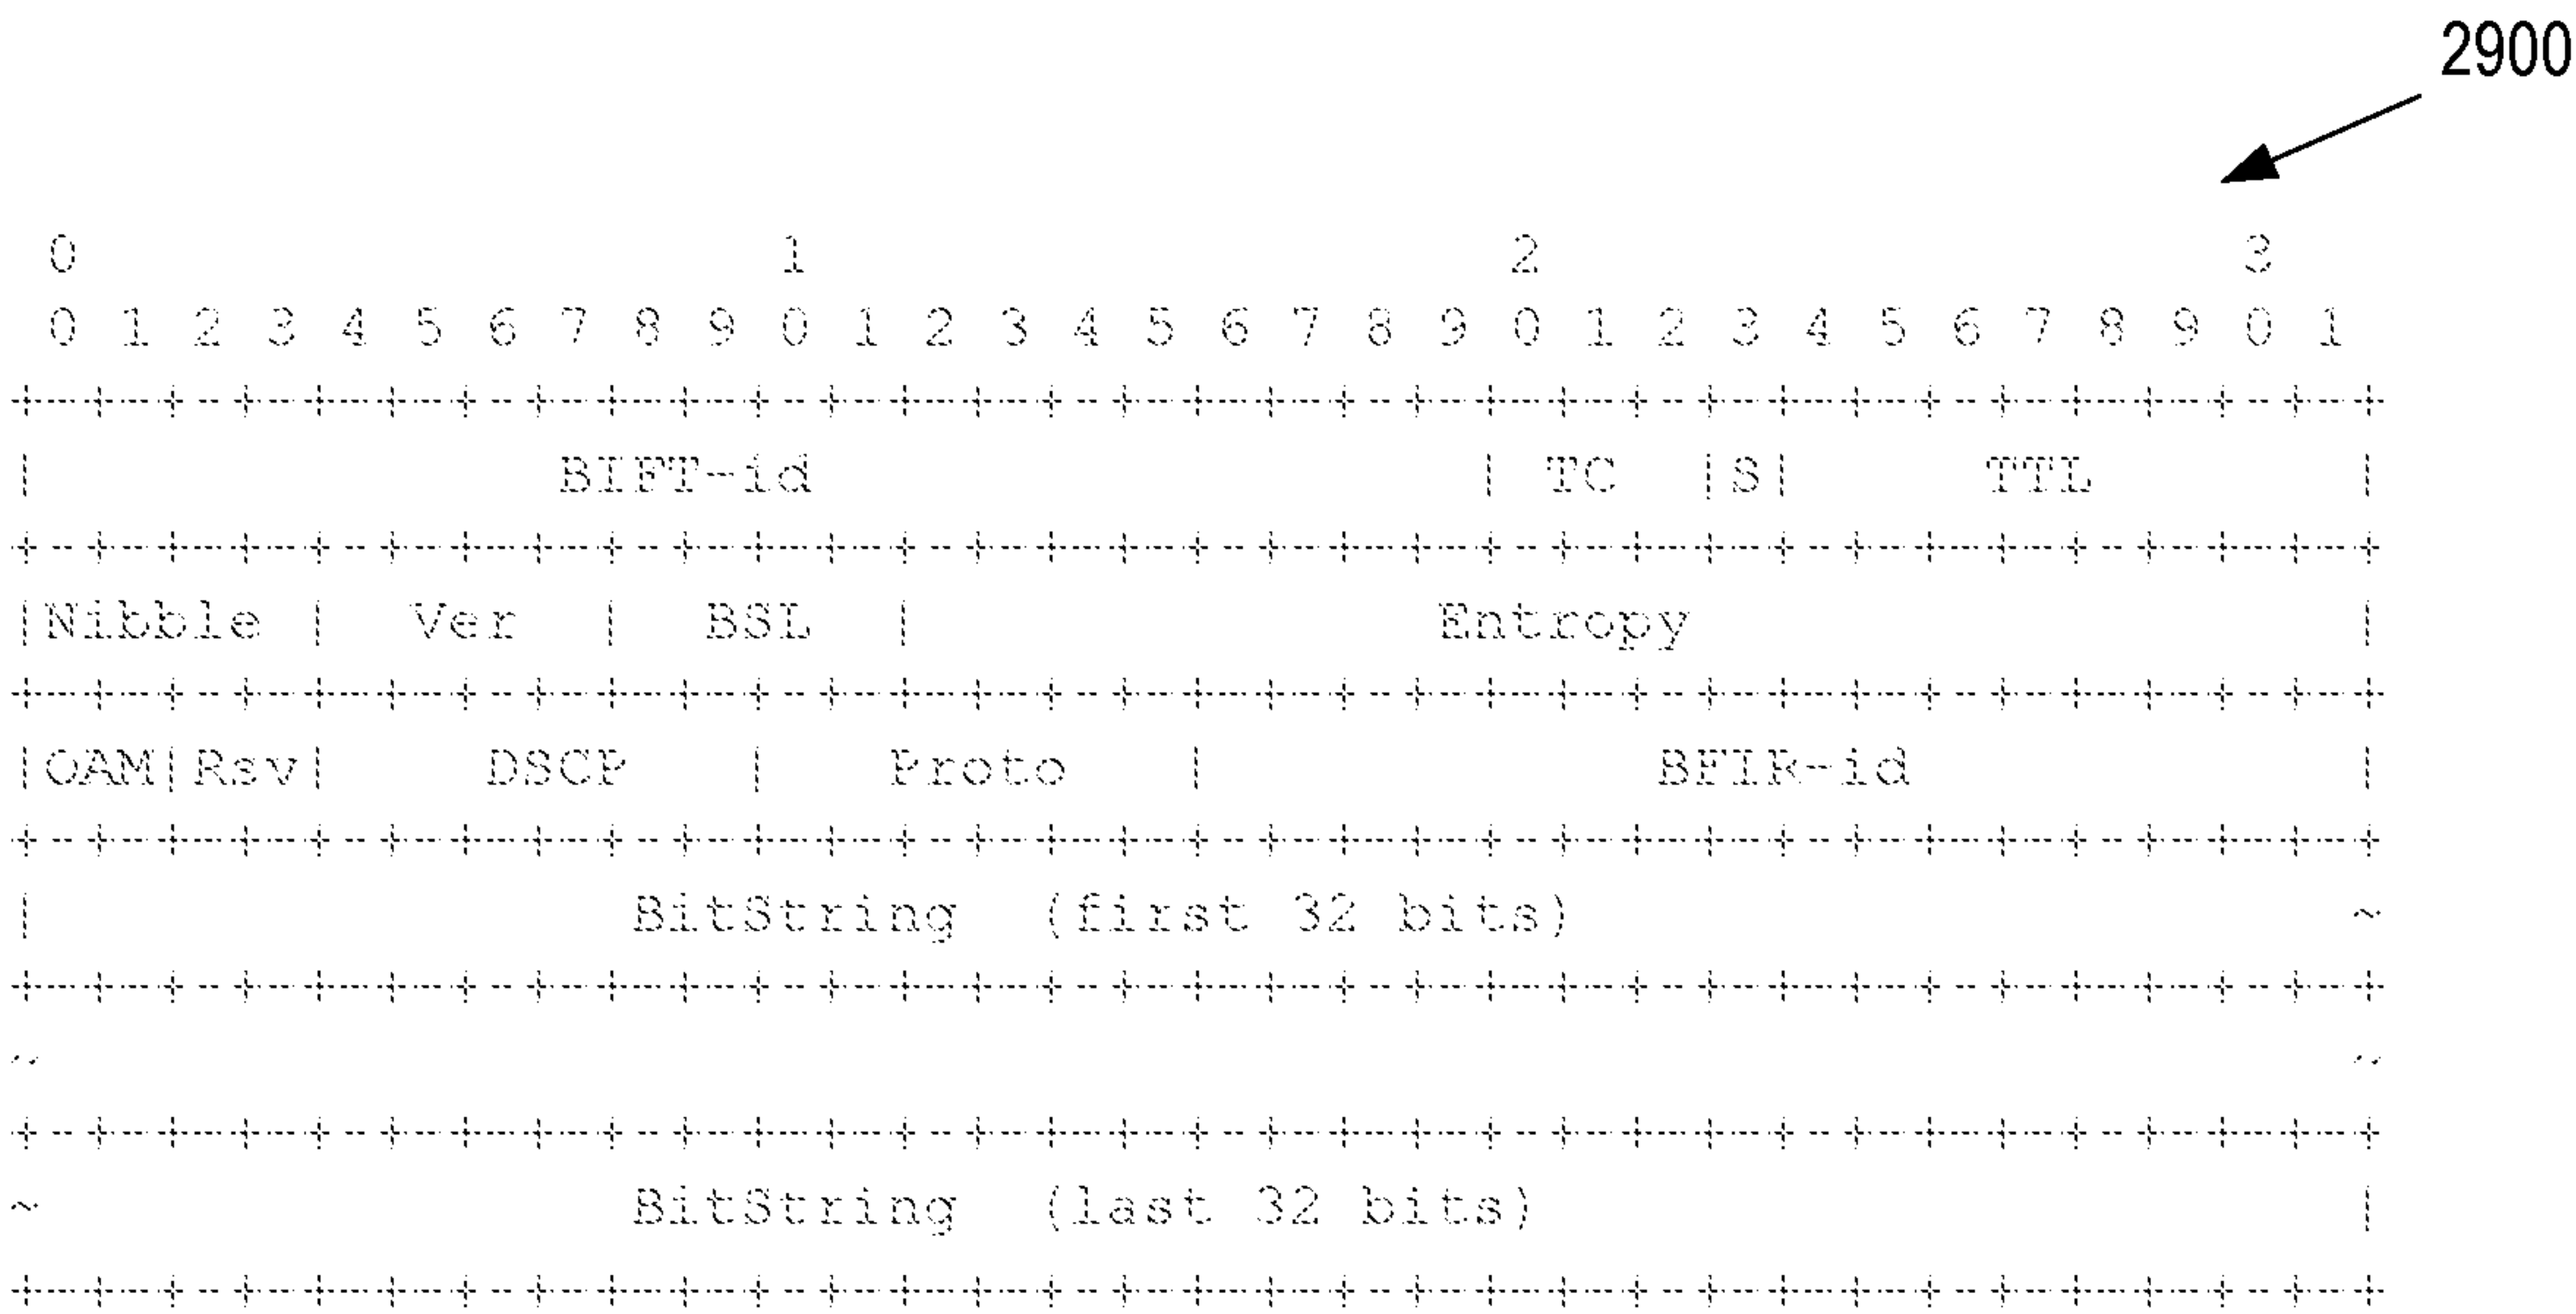 2900
0 1 2 3
0 1 2 3 4 5 6 7 8 9 0 1 2 3 4 5 6 7 8 9 0 1 2 3 4 5 6 7 8 9 0 1
+-+-+-+-+-+-+-+-+-+-+-+-+-+-+-+-+-+-+-+-+-+-+-+-+-+-+-+-+-+-+-+-+
| BIFT-id | TC |S| TTL |
+-+-+-+-+-+-+-+-+-+-+-+-+-+-+-+-+-+-+-+-+-+-+-+-+-+-+-+-+-+-+-+-+
|Nibble | Ver | BSL | Entropy |
+-+-+-+-+-+-+-+-+-+-+-+-+-+-+-+-+-+-+-+-+-+-+-+-+-+-+-+-+-+-+-+-+
|OAM|Rsv| DSCP | Proto | BFIR-id |
+-+-+-+-+-+-+-+-+-+-+-+-+-+-+-+-+-+-+-+-+-+-+-+-+-+-+-+-+-+-+-+-+
| BitString (first 32 bits) ~
+-+-+-+-+-+-+-+-+-+-+-+-+-+-+-+-+-+-+-+-+-+-+-+-+-+-+-+-+-+-+-+-+
~ ~
+-+-+-+-+-+-+-+-+-+-+-+-+-+-+-+-+-+-+-+-+-+-+-+-+-+-+-+-+-+-+-+-+
~ BitString (last 32 bits) |
+-+-+-+-+-+-+-+-+-+-+-+-+-+-+-+-+-+-+-+-+-+-+-+-+-+-+-+-+-+-+-+-+